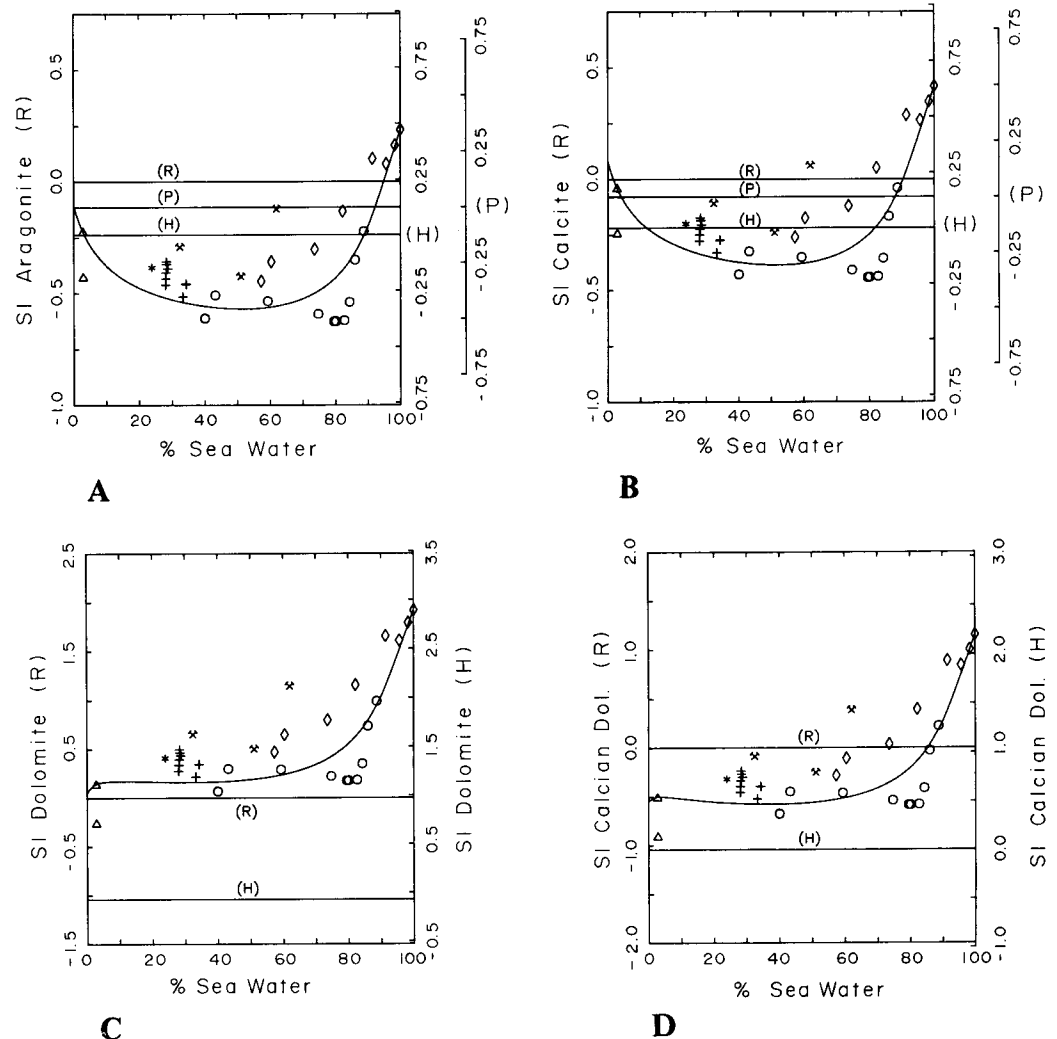 SI Aragonite (R)
0.5
0.0
-0.5
-1.0
(R)
(P)
(H)
0 20 40 60 80 100
% Sea Water
0.75
0.25
-0.25
-0.75
(H)
0.75
0.25
-0.25
-0.75
(P)
A
SI Calcite (R)
0.5
0.0
-0.5
-1.0
(R)
(P)
(H)
0 20 40 60 80 100
% Sea Water
0.75
0.25
-0.25
-0.75
(H)
0.75
0.25
-0.25
-0.75
(P)
B
SI Dolomite (R)
2.5
1.5
0.5
-0.5
-1.5
(R)
(H)
0 20 40 60 80 100
% Sea Water
3.5
2.5
1.5
0.5
0.5
SI Dolomite (H)
C
SI Calcian Dol. (R)
2.0
1.0
0.0
-1.0
-2.0
(R)
(H)
0 20 40 60 80 100
% Sea Water
3.0
2.0
1.0
0.0
-1.0
SI Calcian Dol. (H)
D